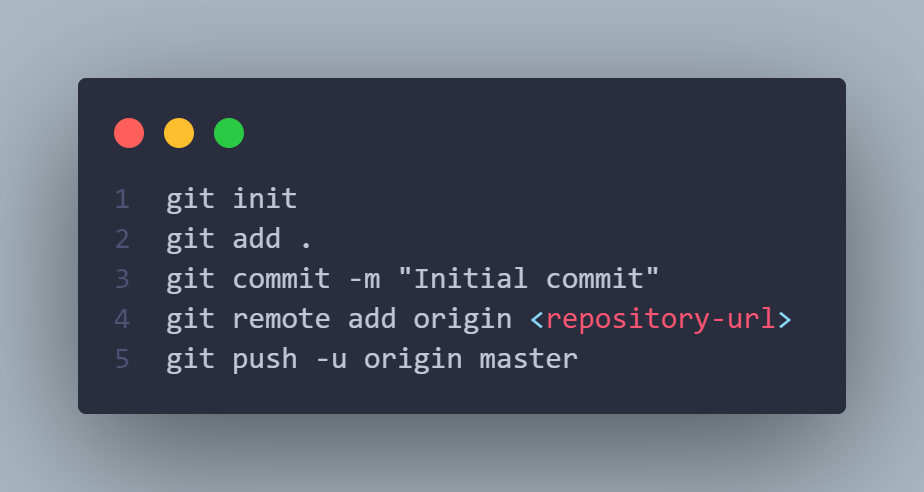 1 git init
2 git add .
3 git commit -m "Initial commit"
4 git remote add origin <repository-url>
5 git push -u origin master